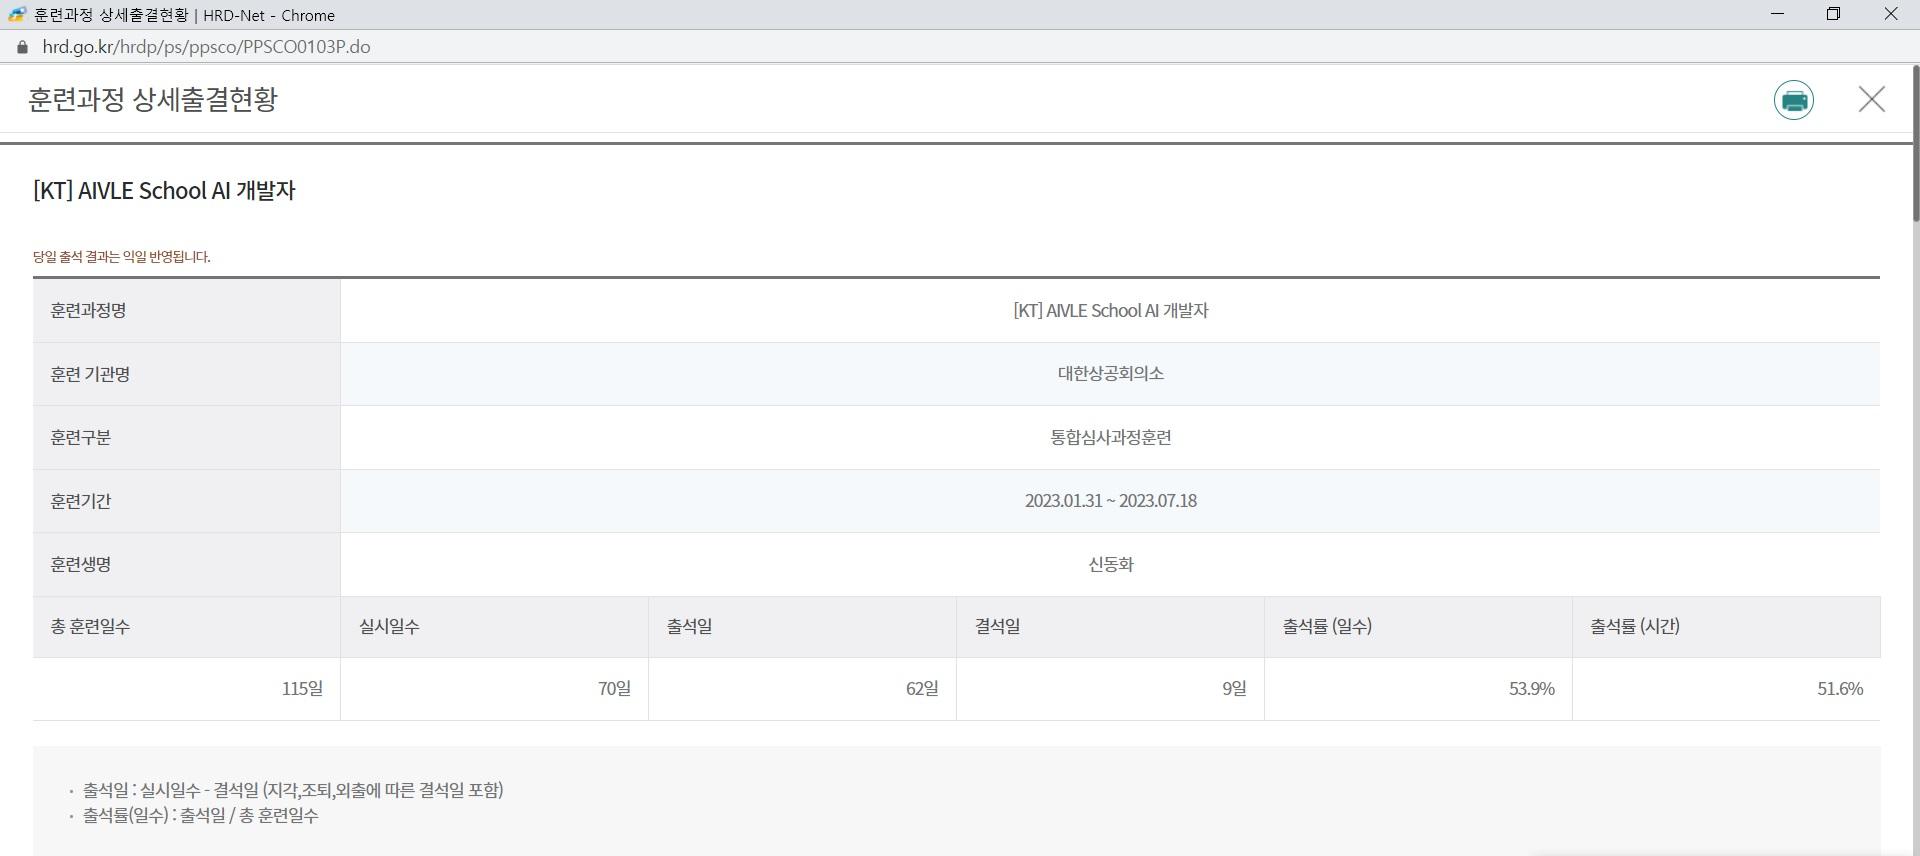 훈련과정 상세출결현황 | HRD-Net - Chrome
hrd.go.kr/hrdp/ps/ppsco/PPSCO0103P.do
훈련과정 상세출결현황
[KT] AIVLE School AI 개발자
당일 출석 결과는 익일 반영됩니다.
훈련과정명 [KT] AIVLE School AI 개발자
훈련 기관명 대한상공회의소
훈련구분 통합심사과정훈련
훈련기간 2023.01.31 ~ 2023.07.18
훈련생명 신동화
총 훈련일수 실시일수 출석일 결석일 출석률 (일수) 출석률 (시간)
115일 70일 62일 9일 53.9% 51.6%
· 출석일 : 실시일수 - 결석일 (지각,조퇴,외출에 따른 결석일 포함)
· 출석률(일수) : 출석일 / 총 훈련일수